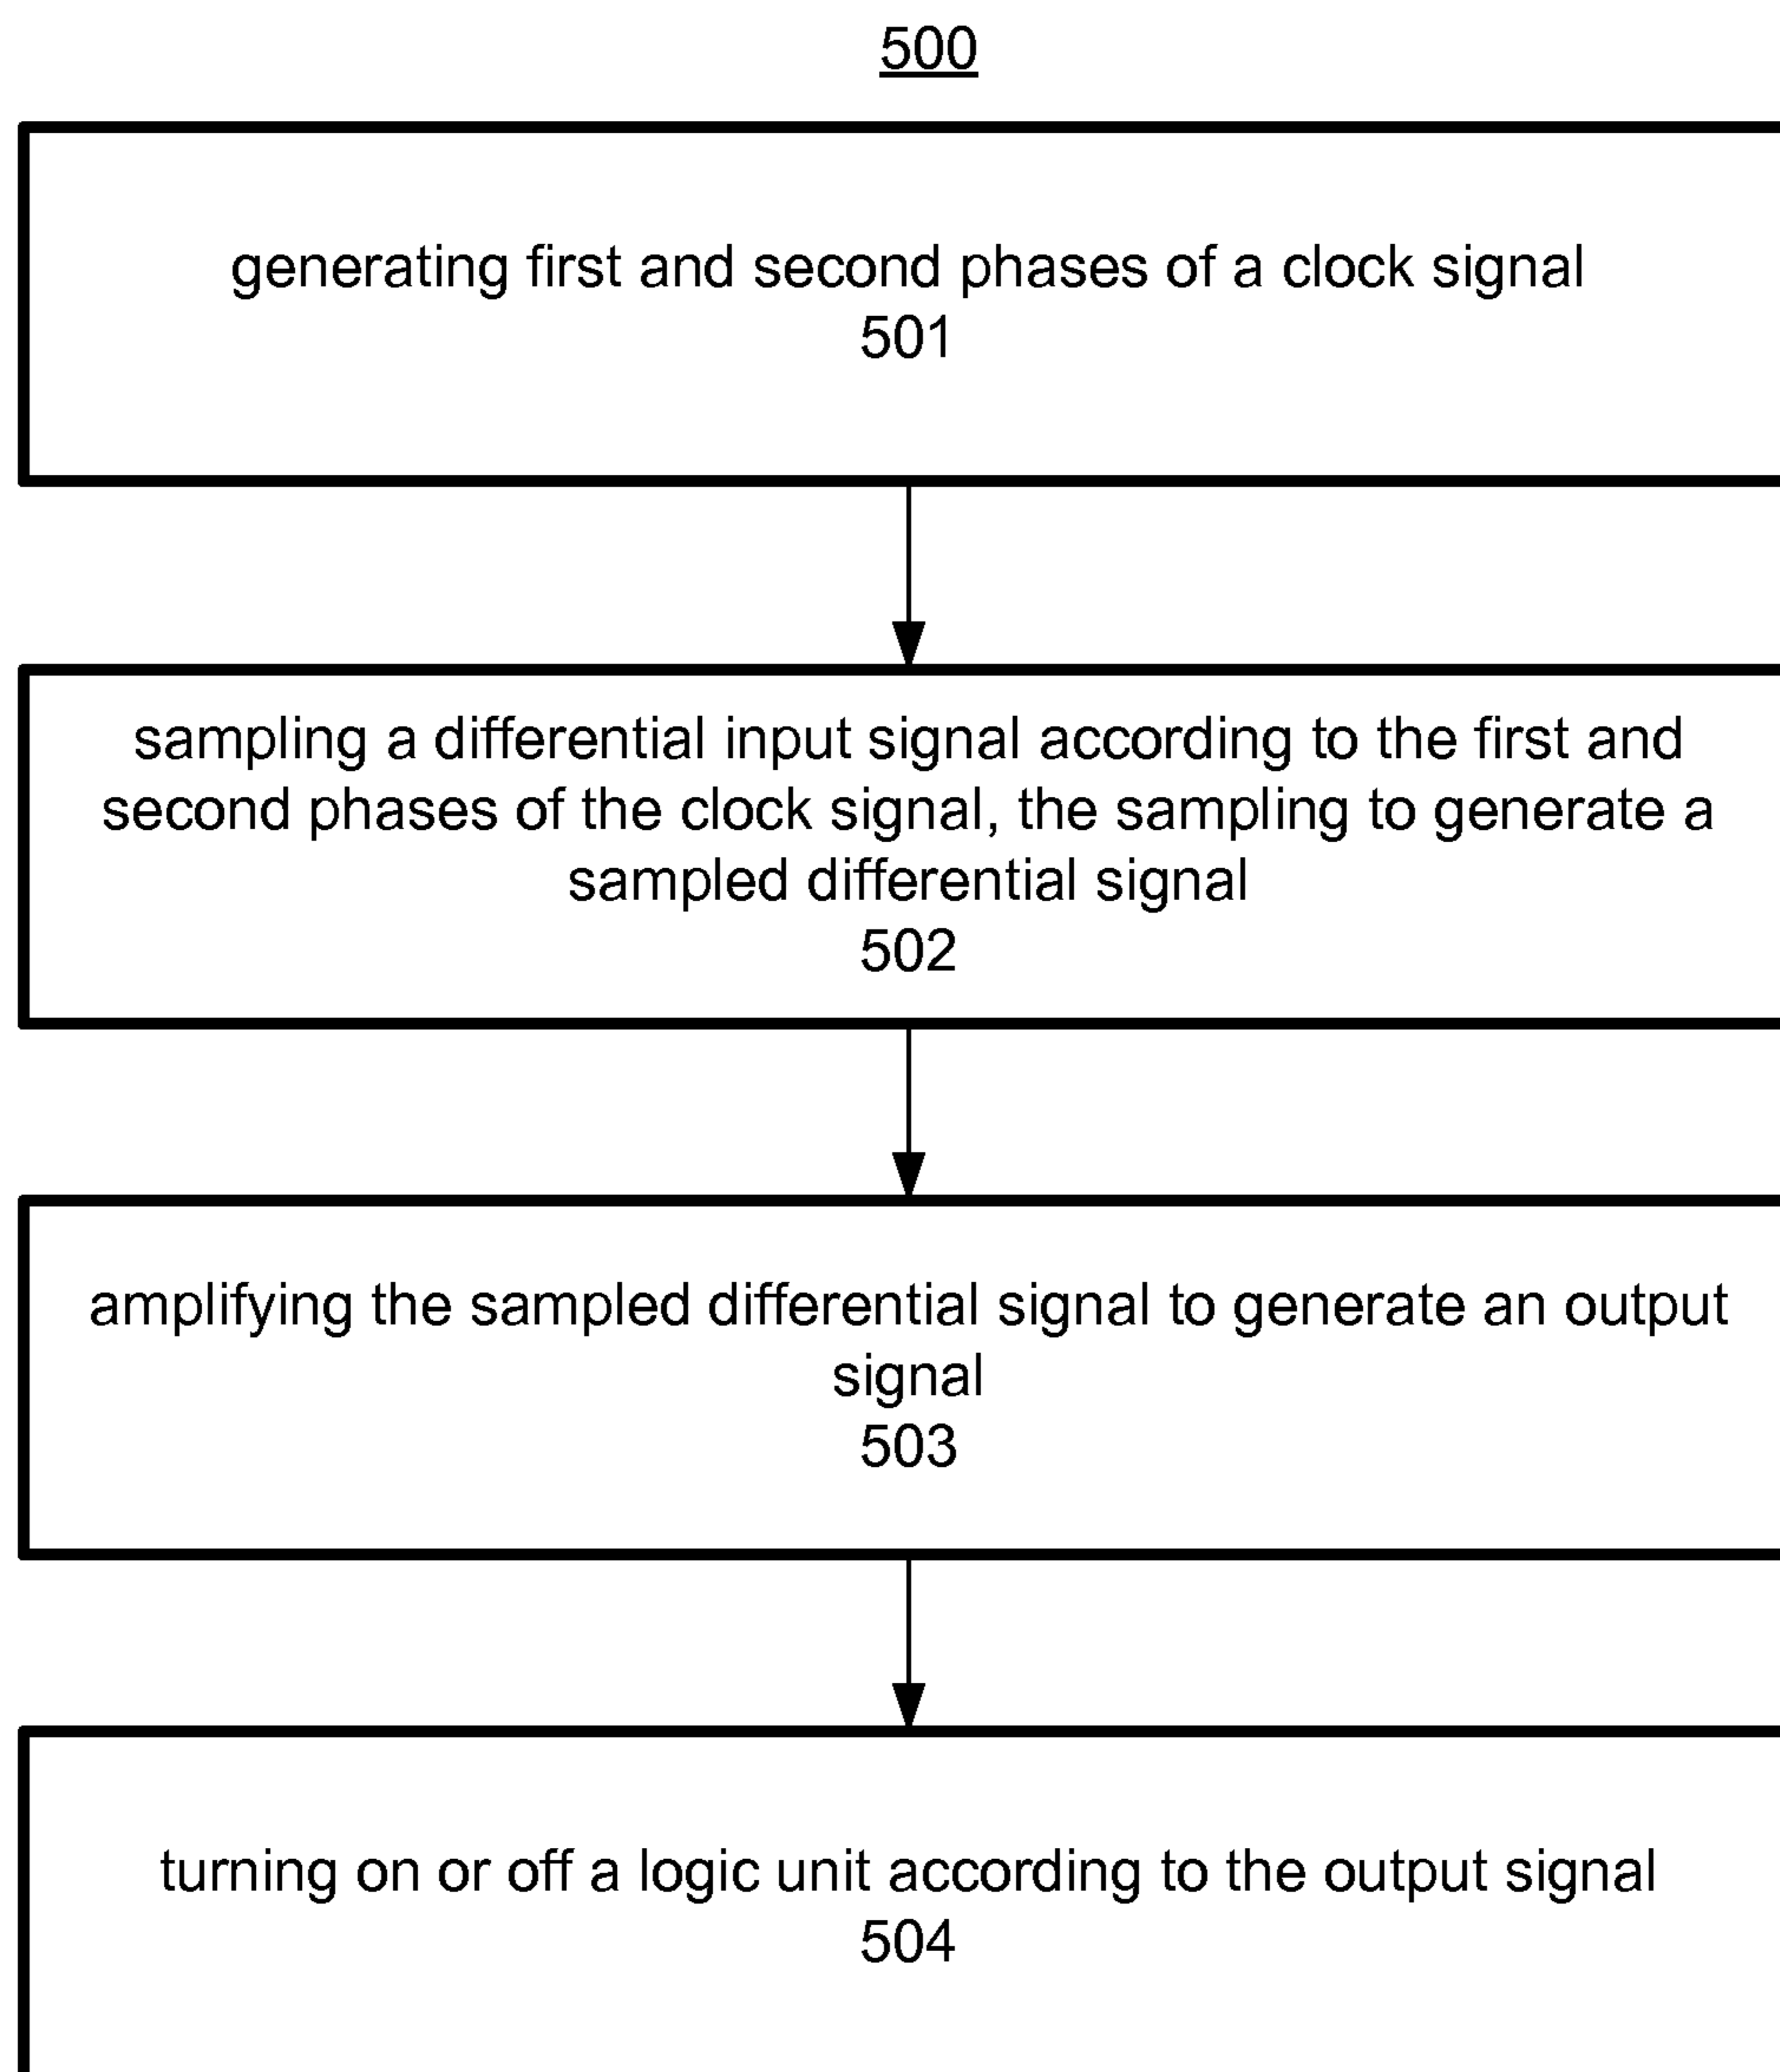 500
generating first and second phases of a clock signal
501
sampling a differential input signal according to the first and
second phases of the clock signal, the sampling to generate a
sampled differential signal
502
amplifying the sampled differential signal to generate an output
signal
503
turning on or off a logic unit according to the output signal
504